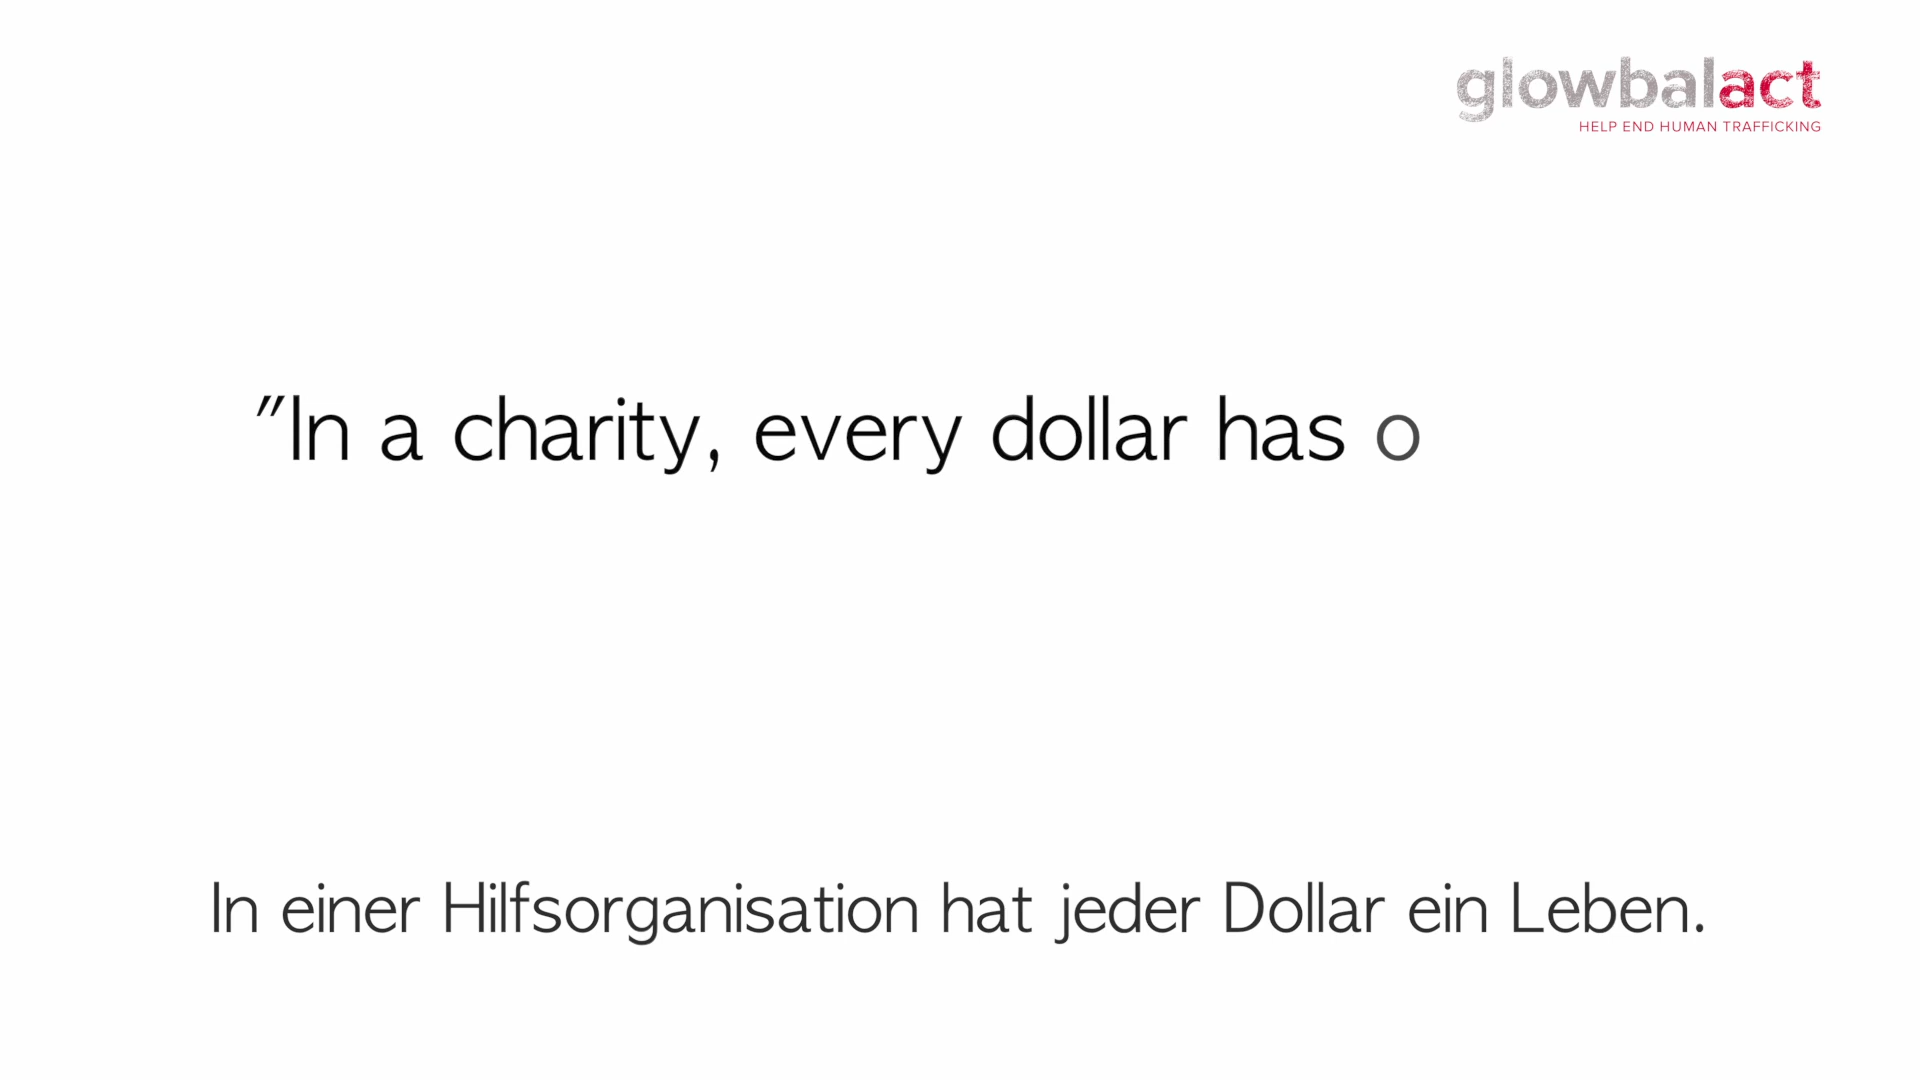 glowbalact
HELP END HUMAN TRAFFICKING
"In a charity, every dollar has o
In einer Hilfsorganisation hat jeder Dollar ein Leben.